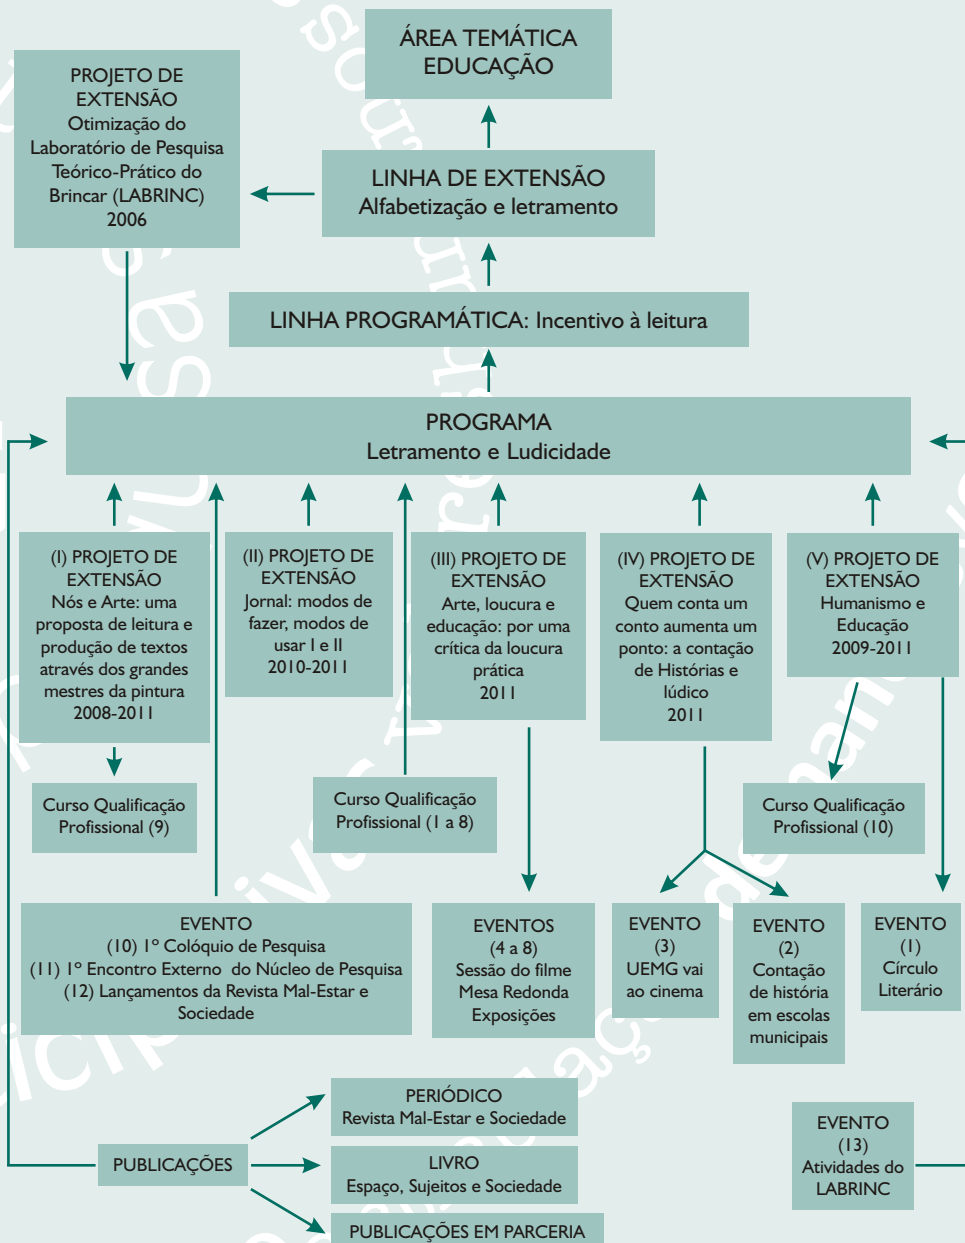 ÁREA TEMÁTICA
EDUCAÇÃO
PROJETO DE
EXTENSÃO
Otimização do
Laboratório de Pesquisa
Teórico-Prático do
Brincar (LABRINC)
2006
LINHA DE EXTENSÃO
Alfabetização e letramento
LINHA PROGRAMÁTICA: Incentivo à leitura
PROGRAMA
Letramento e Ludicidade
(I) PROJETO DE
EXTENSÃO
Nós e Arte: uma
proposta de leitura e
produção de textos
através dos grandes
mestres da pintura
2008-2011
(II) PROJETO DE
EXTENSÃO
Jornal: modos de
fazer, modos de
usar I e II
2010-2011
(III) PROJETO DE
EXTENSÃO
Arte, loucura e
educação: por uma
crítica da loucura
prática
2011
(IV) PROJETO DE
EXTENSÃO
Quem conta um
conto aumenta um
ponto: a contação
de Histórias e
lúdico
2011
(V) PROJETO DE
EXTENSÃO
Humanismo e
Educação
2009-2011
Curso Qualificação
Profissional (9)
Curso Qualificação
Profissional (1 a 8)
Curso Qualificação
Profissional (10)
EVENTO
(10) 1º Colóquio de Pesquisa
(11) 1º Encontro Externo do Núcleo de Pesquisa
(12) Lançamentos da Revista Mal-Estar e
Sociedade
EVENTOS
(4 a 8)
Sessão do filme
Mesa Redonda
Exposições
EVENTO
(3)
UEMG vai
ao cinema
EVENTO
(2)
Contação
de história
em escolas
municipais
EVENTO
(1)
Círculo
Literário
PUBLICAÇÕES
PERIÓDICO
Revista Mal-Estar e Sociedade
LIVRO
Espaço, Sujeitos e Sociedade
PUBLICAÇÕES EM PARCERIA
EVENTO
(13)
Atividades do
LABRINC